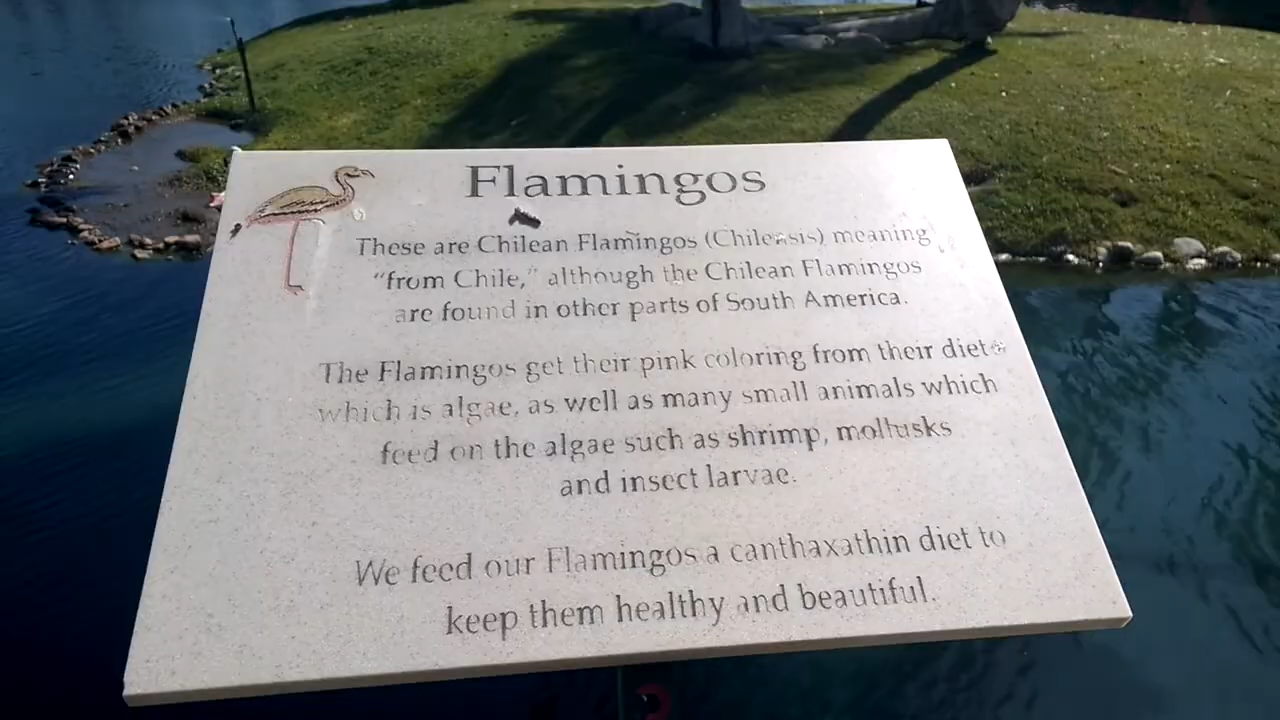 Flamingos
These are Chilean Flamingos (Chilensis) meaning
“from Chile,” although the Chilean Flamingos
are found in other parts of South America.
The Flamingos get their pink coloring from their diet
which is algae, as well as many small animals which
feed on the algae such as shrimp, mollusks
and insect larvae.
We feed our Flamingos a canthaxathin diet to
keep them healthy and beautiful.